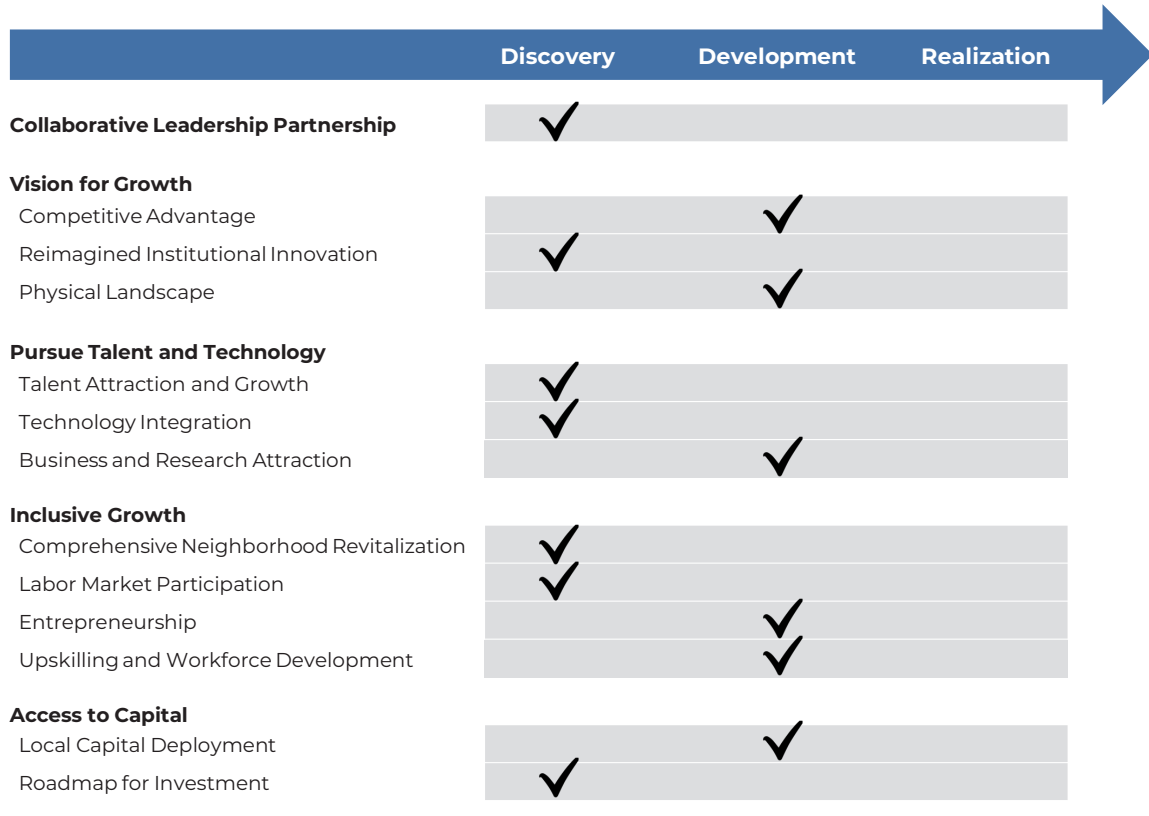 Discovery Development Realization
Collaborative Leadership Partnership
Vision for Growth
Competitive Advantage
Reimagined Institutional Innovation
Physical Landscape
Pursue Talent and Technology
Talent Attraction and Growth
Technology Integration
Business and Research Attraction
Inclusive Growth
Comprehensive Neighborhood Revitalization
Labor Market Participation
Entrepreneurship
Upskilling and Workforce Development
Access to Capital
Local Capital Deployment
Roadmap for Investment